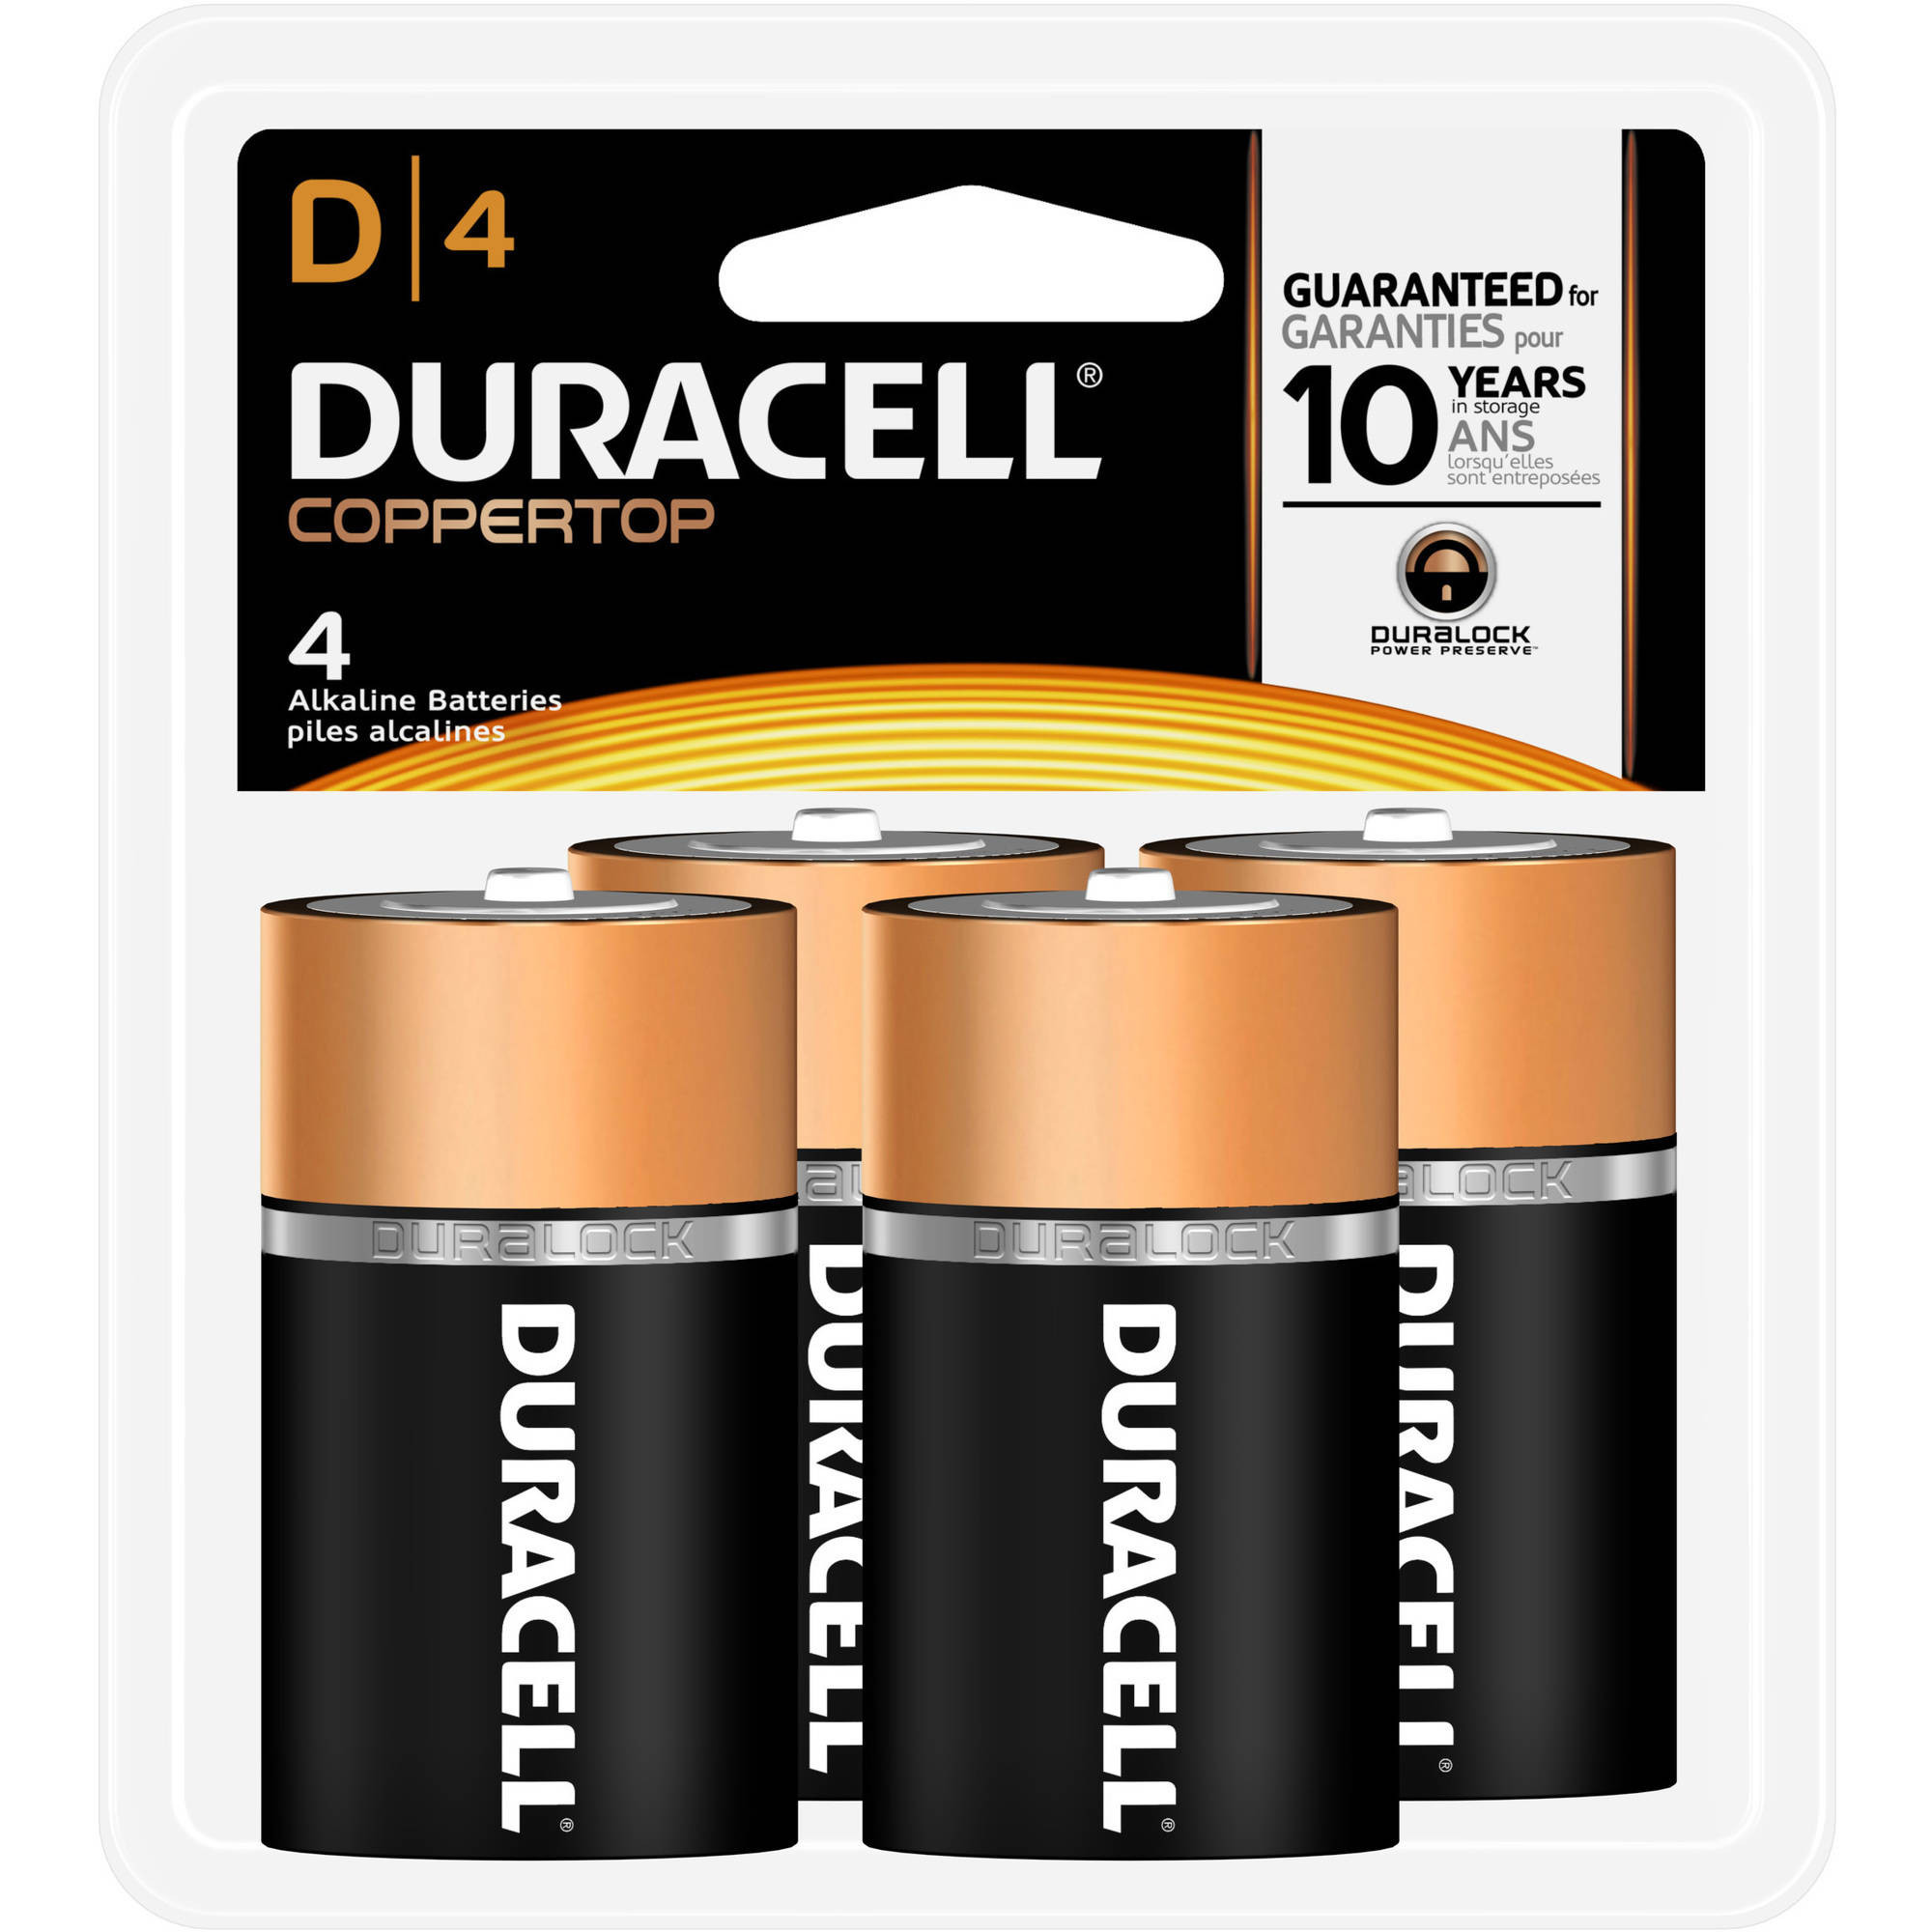 D|4
DURACELL®
COPPERTOP
4
Alkaline Batteries
piles alcalines
GUARANTEED for
GARANTIES pour
10 YEARS
in storage
ANS
lorsqu'elles
sont entreposées
DURALOCK
POWER PRESERVE™
DURALOCK
DURACELL®
DURACELL
DURALOCK
DURACELL®
DURACELL®